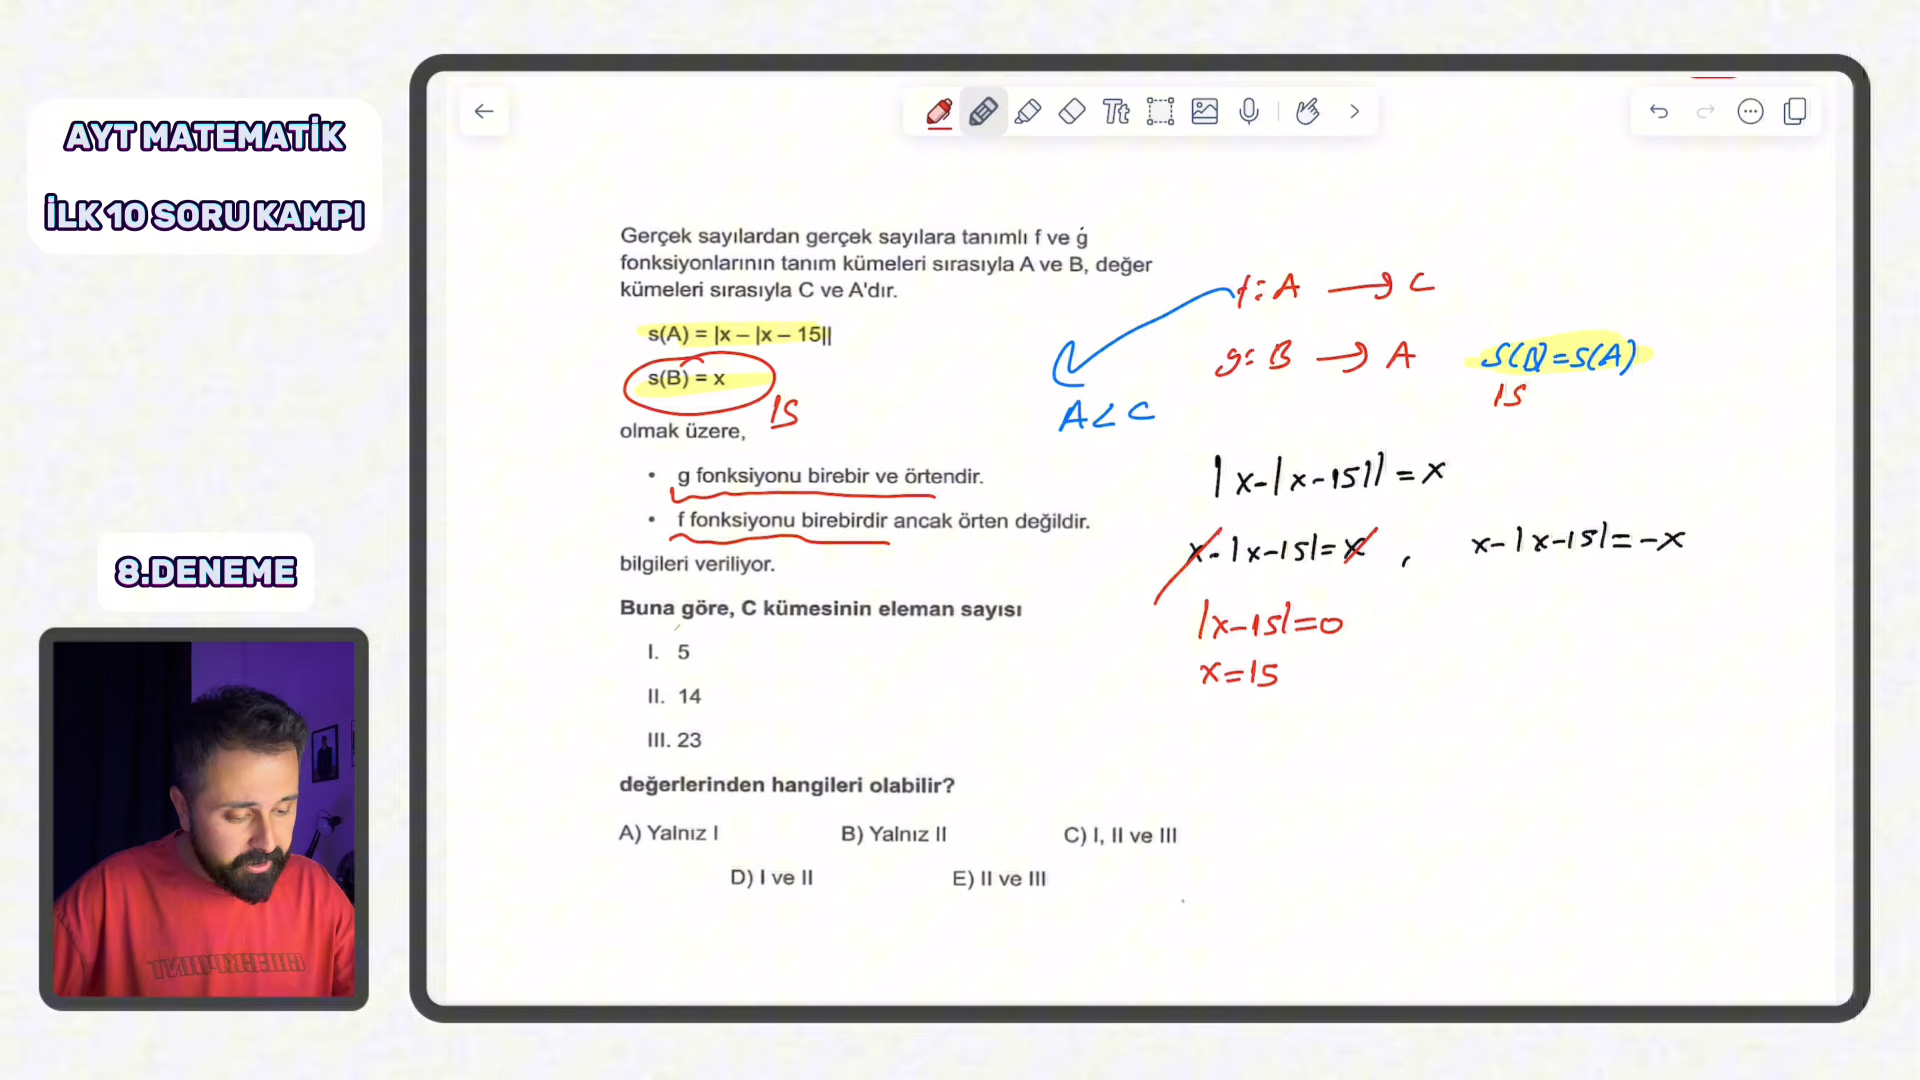 AYT MATEMATİK
İLK 10 SORU KAMPI
8.DENEME
Tt
Gerçek sayılardan gerçek sayılara tanımlı f ve ģ
fonksiyonlarının tanım kümeleri sırasıyla A ve B, değer
kümeleri sırasıyla C ve A'dır.
s(A) = |x – |x – 15||
s(B) = x
15
olmak üzere,
• g fonksiyonu birebir ve örtendir.
• f fonksiyonu birebirdir ancak örten değildir.
bilgileri veriliyor.
Buna göre, C kümesinin eleman sayısı
I. 5
II. 14
III. 23
değerlerinden hangileri olabilir?
A) Yalnız I
B) Yalnız II
C) I, II ve III
D) I ve II
E) II ve III
f: A → C
g: B → A
s(B)=s(A)
15
A < C
|x-|x-15||=x
x-|x-15|=x , x-|x-15|=-x
|x-15|=0
x=15